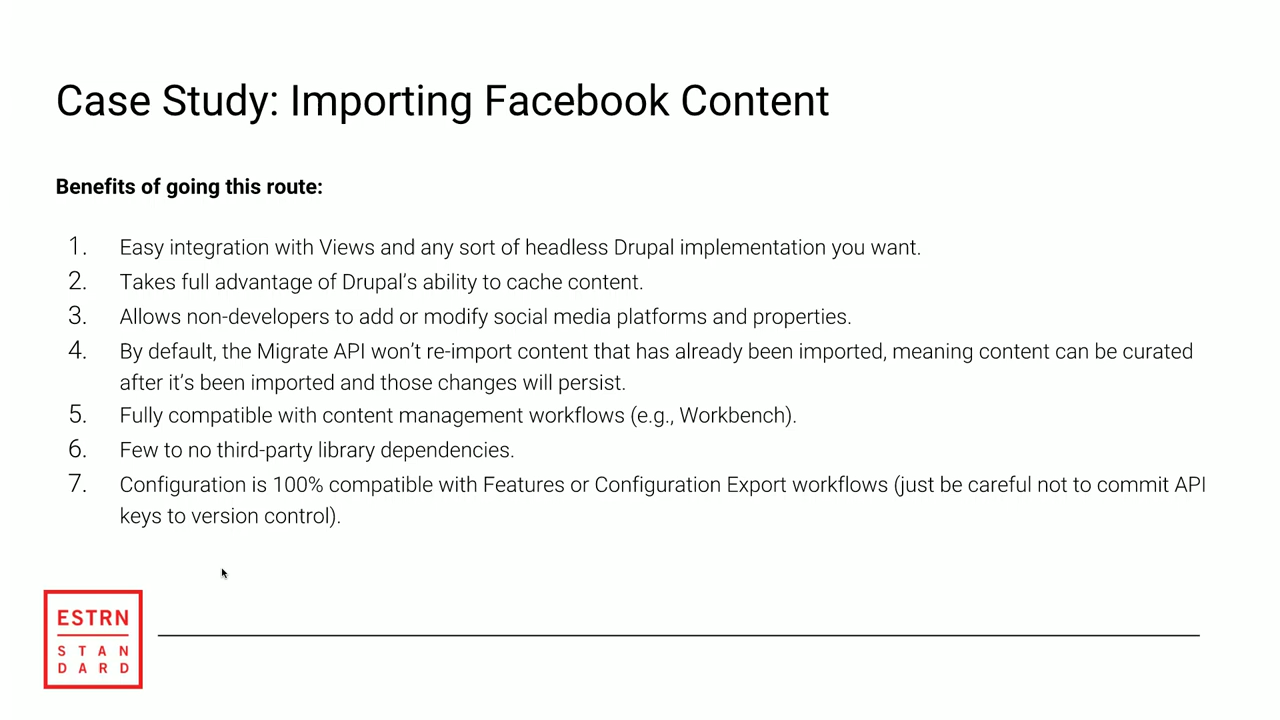 Case Study: Importing Facebook Content
Benefits of going this route:
1. Easy integration with Views and any sort of headless Drupal implementation you want.
2. Takes full advantage of Drupal’s ability to cache content.
3. Allows non-developers to add or modify social media platforms and properties.
4. By default, the Migrate API won’t re-import content that has already been imported, meaning content can be curated
after it’s been imported and those changes will persist.
5. Fully compatible with content management workflows (e.g., Workbench).
6. Few to no third-party library dependencies.
7. Configuration is 100% compatible with Features or Configuration Export workflows (just be careful not to commit API
keys to version control).
ESTRN
STAN
DARD